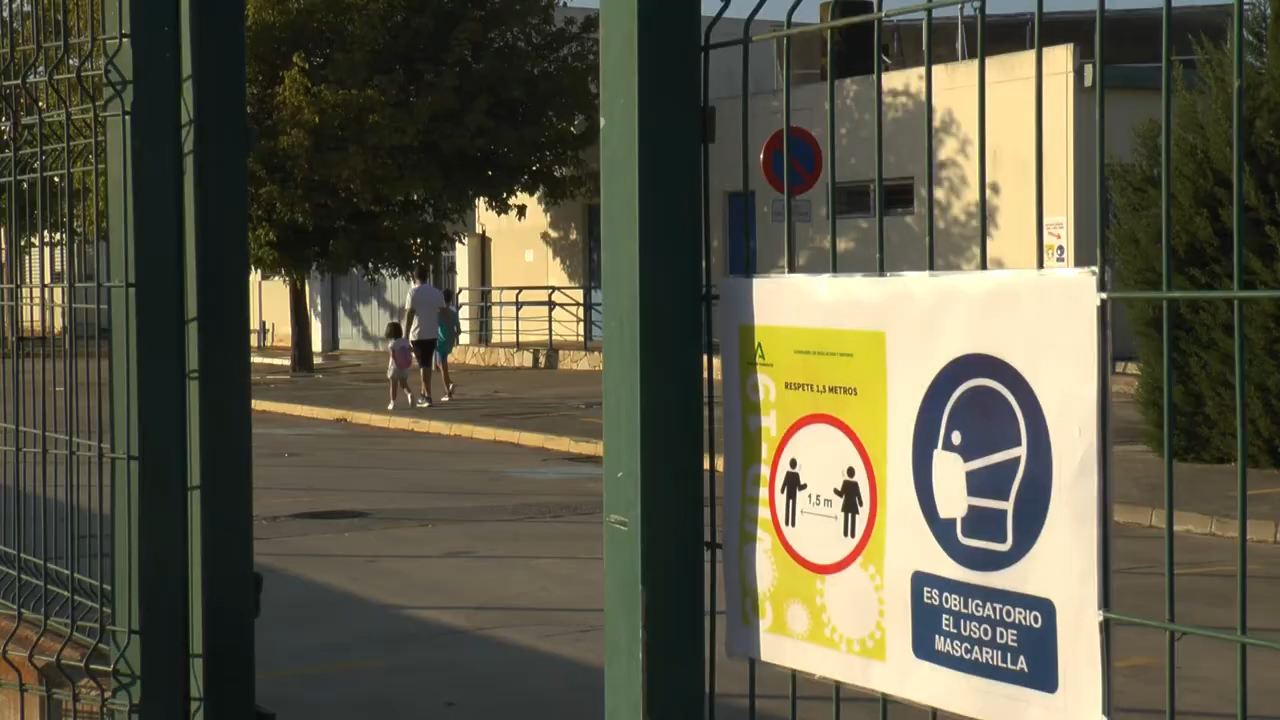 RESPETE 1,5 METROS
1,5 m
ES OBLIGATORIO
EL USO DE
MASCARILLA